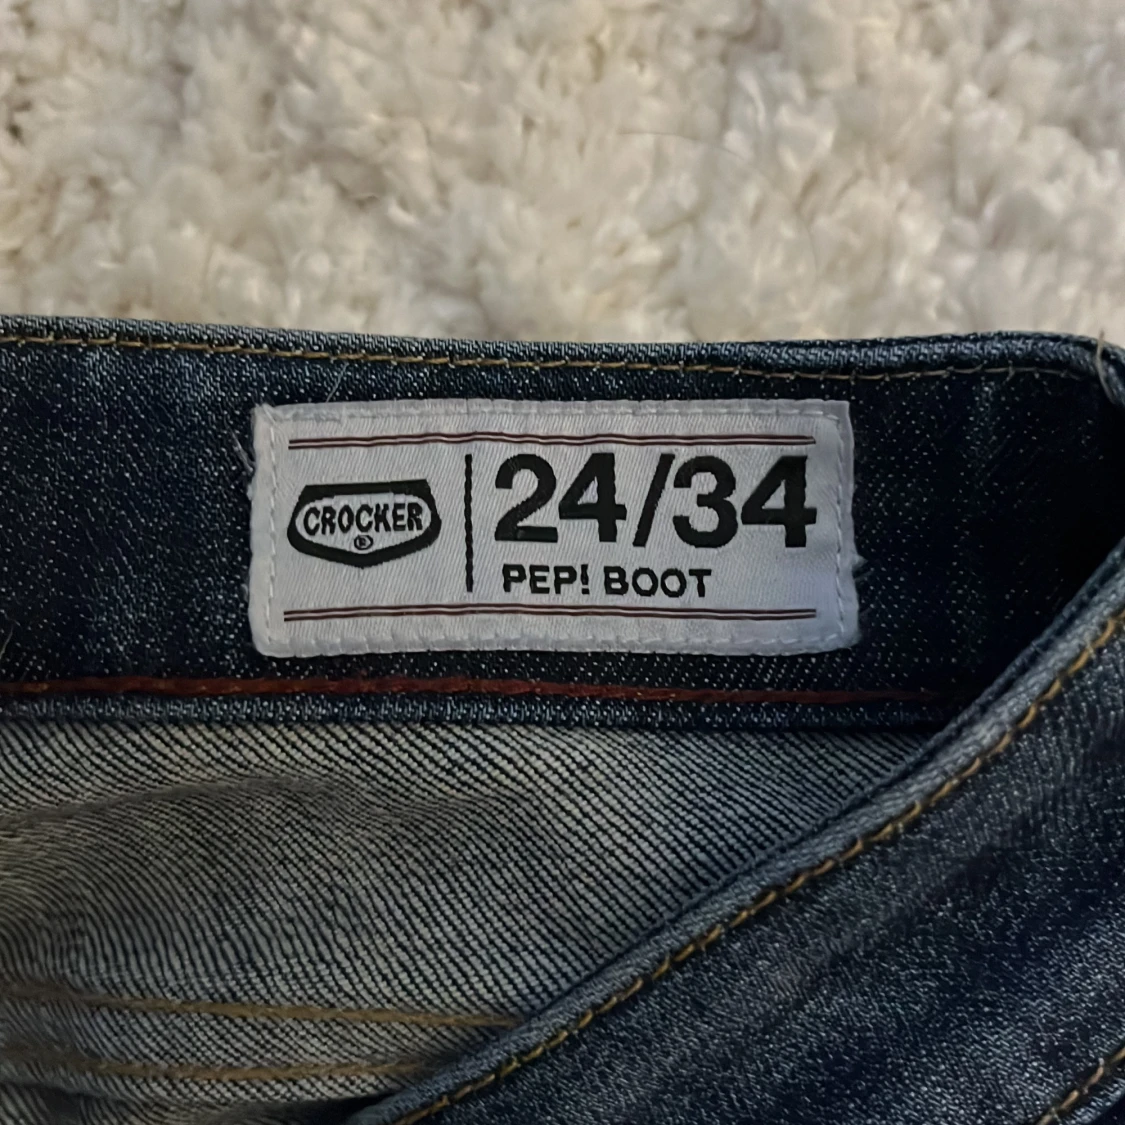 CROCKER
®
24/34
PEP! BOOT